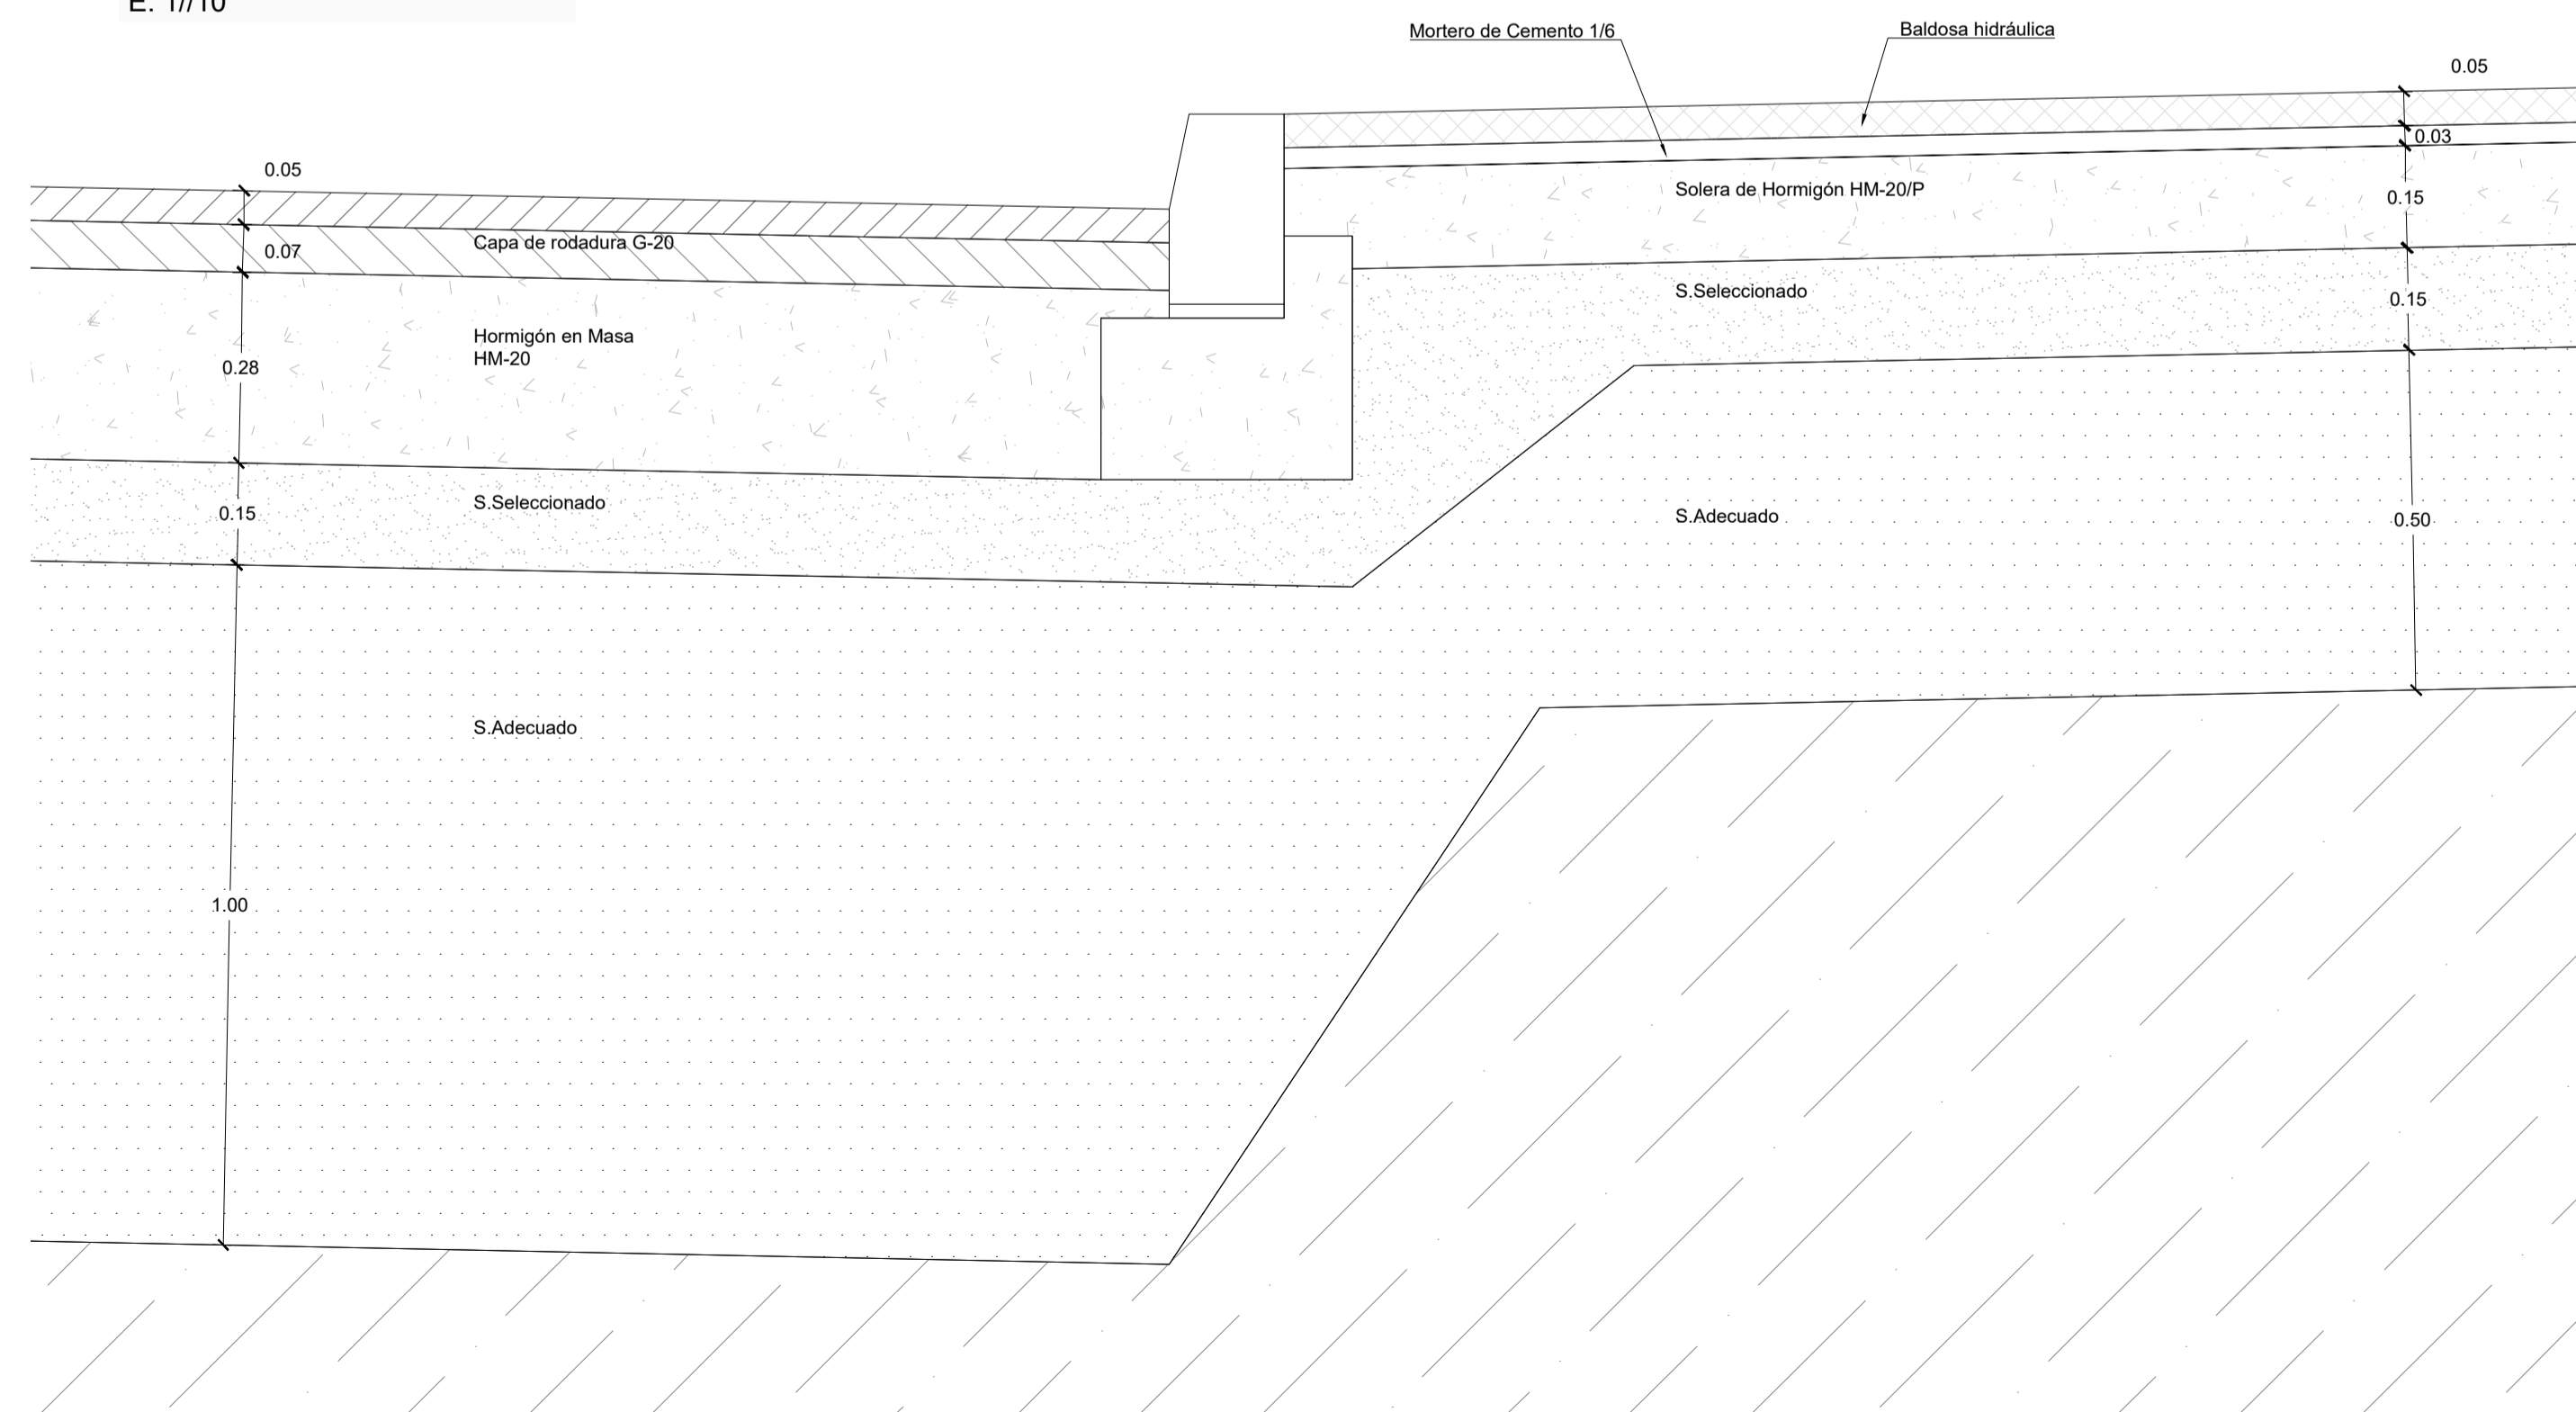 E: 1//10
Mortero de Cemento 1/6
Baldosa hidráulica
0.05
0.03
0.15
0.15
0.50
Solera de Hormigón HM-20/P
S.Seleccionado
S.Adecuado
0.05
0.07
0.28
0.15
1.00
Capa de rodadura G-20
Hormigón en Masa
HM-20
S.Seleccionado
S.Adecuado